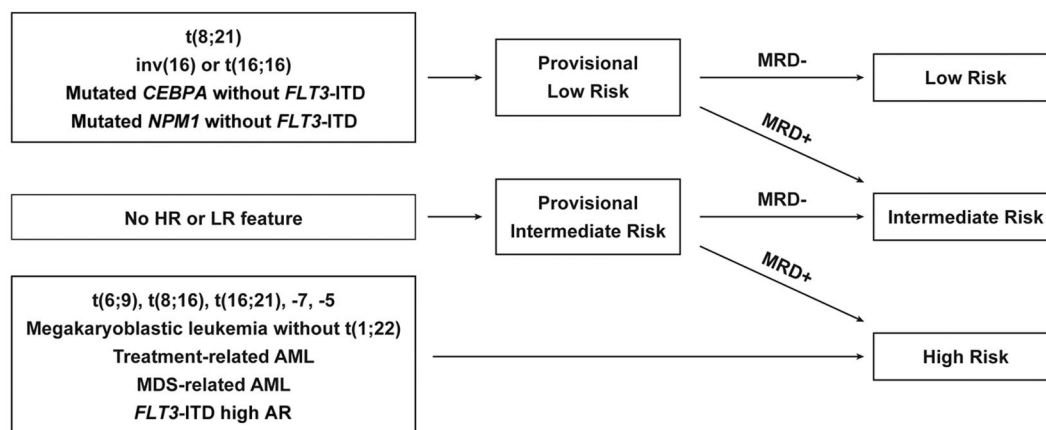 t(8;21)
inv(16) or t(16;16)
Mutated CEBPA without FLT3-ITD
Mutated NPM1 without FLT3-ITD
Provisional
Low Risk
MRD-
Low Risk
MRD+
No HR or LR feature
Provisional
Intermediate Risk
MRD-
Intermediate Risk
MRD+
t(6;9), t(8;16), t(16;21), -7, -5
Megakaryoblastic leukemia without t(1;22)
Treatment-related AML
MDS-related AML
FLT3-ITD high AR
High Risk